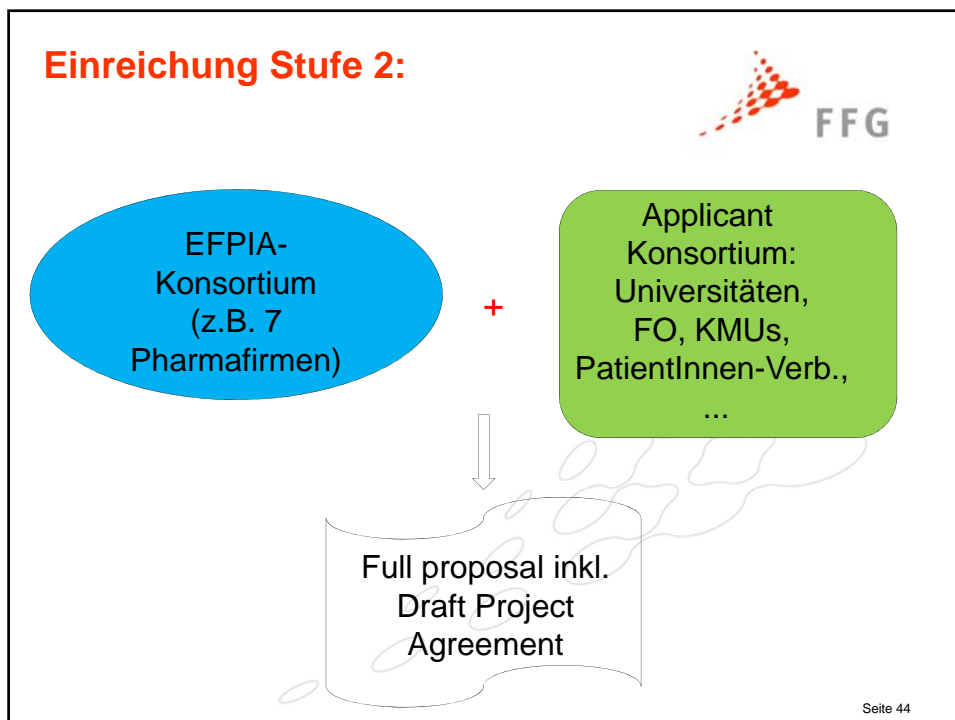 Einreichung Stufe 2:
FFG
EFPIA-
Konsortium
(z.B. 7
Pharmafirmen)
+
Applicant
Konsortium:
Universitäten,
FO, KMUs,
PatientInnen-Verb.,
...
Full proposal inkl.
Draft Project
Agreement
Seite 44